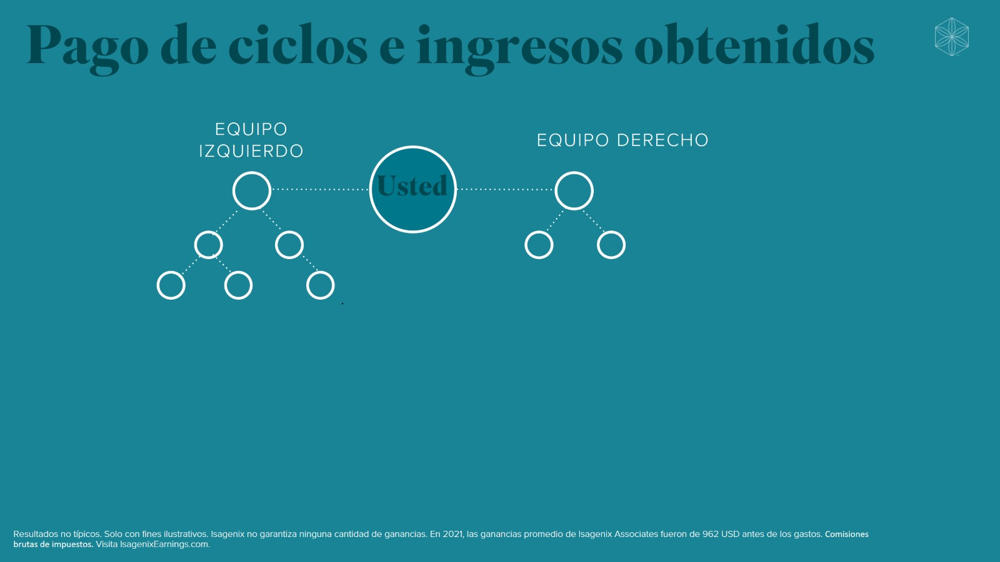 Pago de ciclos e ingresos obtenidos
EQUIPO
IZQUIERDO
EQUIPO DERECHO
Usted
Resultados no típicos. Solo con fines ilustrativos. Isagenix no garantiza ninguna cantidad de ganancias. En 2021, las ganancias promedio de Isagenix Associates fueron de 962 USD antes de los gastos. Comisiones
brutas de impuestos. Visita IsagenixEarnings.com.